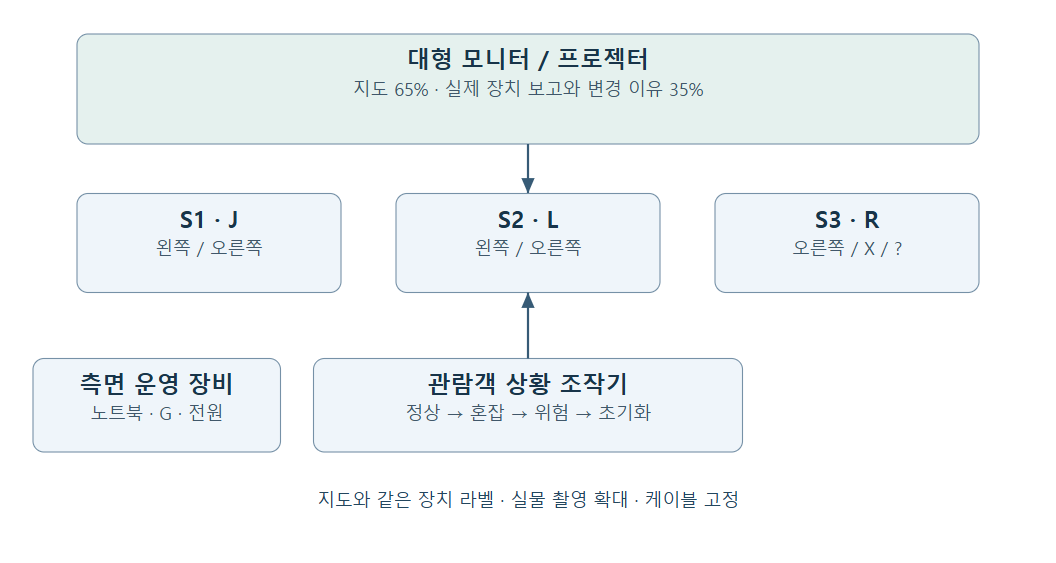 대형 모니터 / 프로젝터
지도 65% · 실제 장치 보고와 변경 이유 35%
S1 · J
왼쪽 / 오른쪽
S2 · L
왼쪽 / 오른쪽
S3 · R
오른쪽 / X / ?
측면 운영 장비
노트북 · G · 전원
관람객 상황 조작기
정상 → 혼잡 → 위험 → 초기화
지도와 같은 장치 라벨 · 실물 촬영 확대 · 케이블 고정